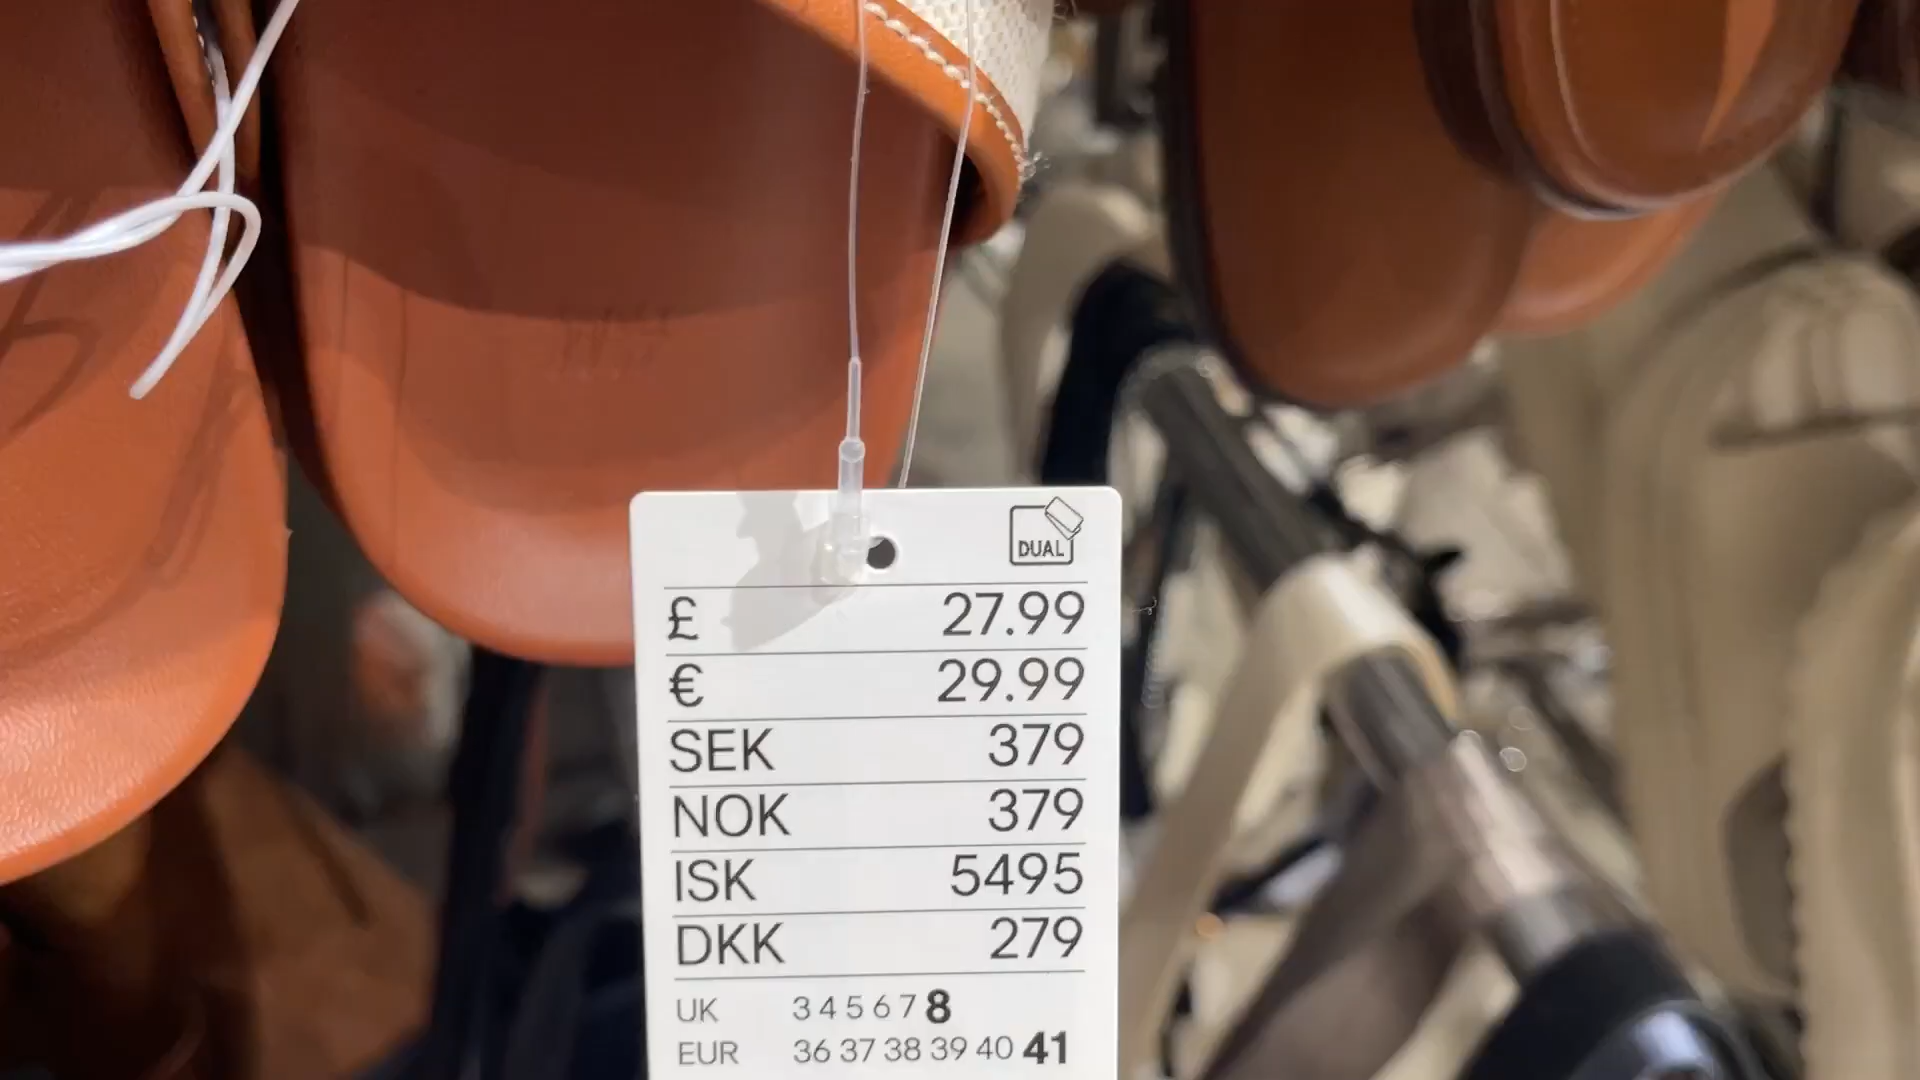 DUAL
£ 27.99
€ 29.99
SEK 379
NOK 379
ISK 5495
DKK 279
UK 3 4 5 6 7 8
EUR 36 37 38 39 40 41